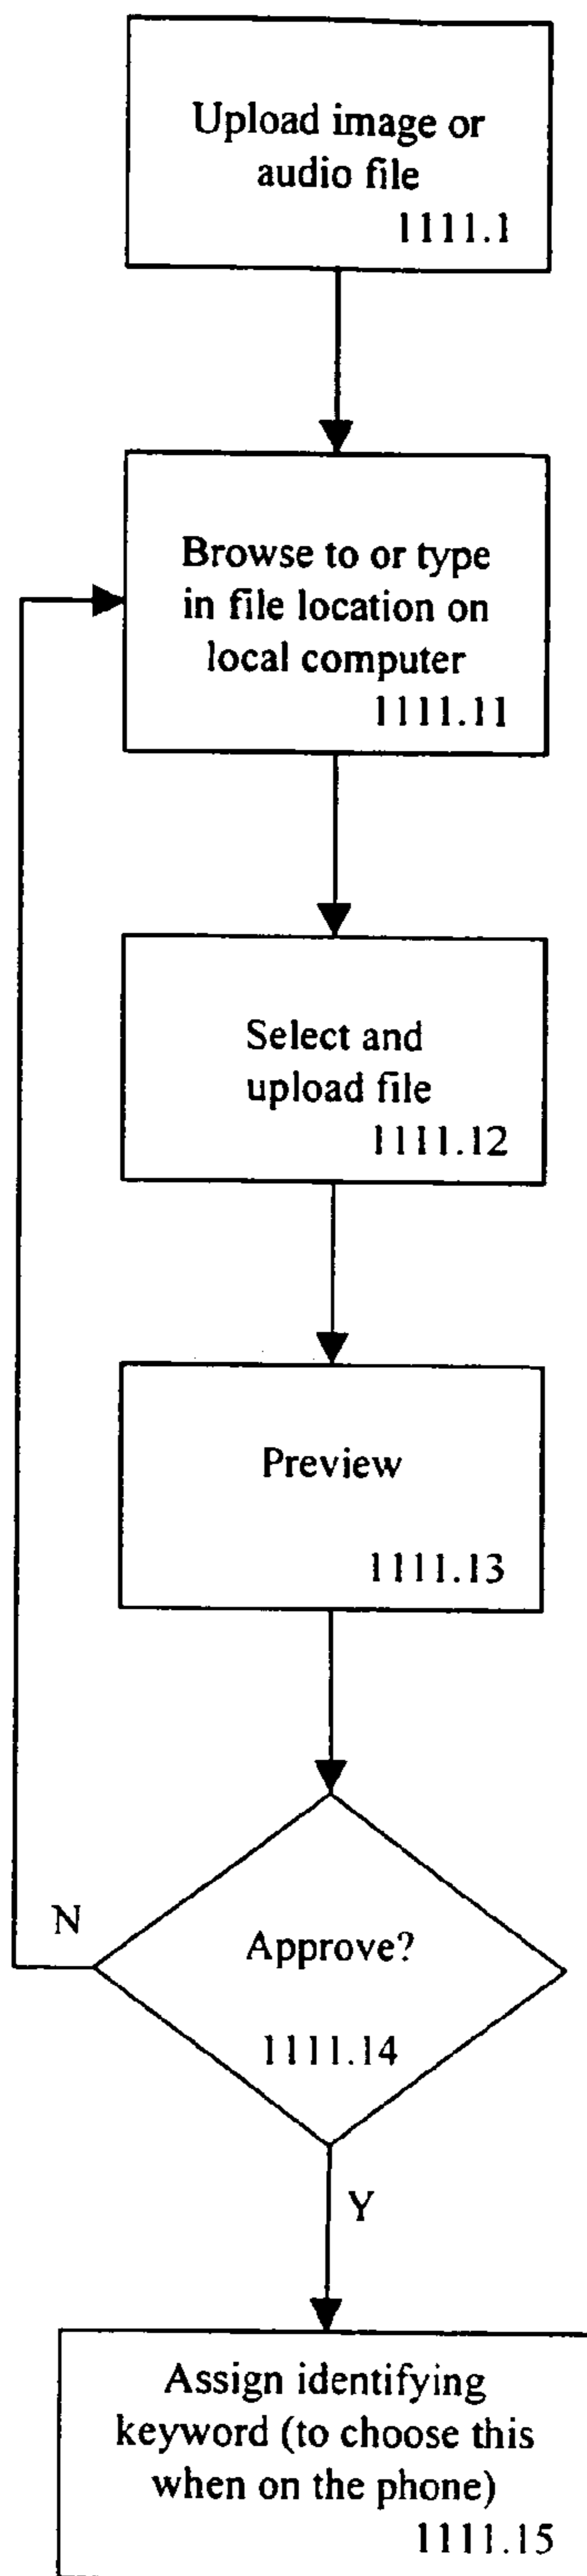 Upload image or
audio file
1111.1
Browse to or type
in file location on
local computer
1111.11
Select and
upload file
1111.12
Preview
1111.13
N
Approve?
1111.14
Y
Assign identifying
keyword (to choose this
when on the phone)
1111.15